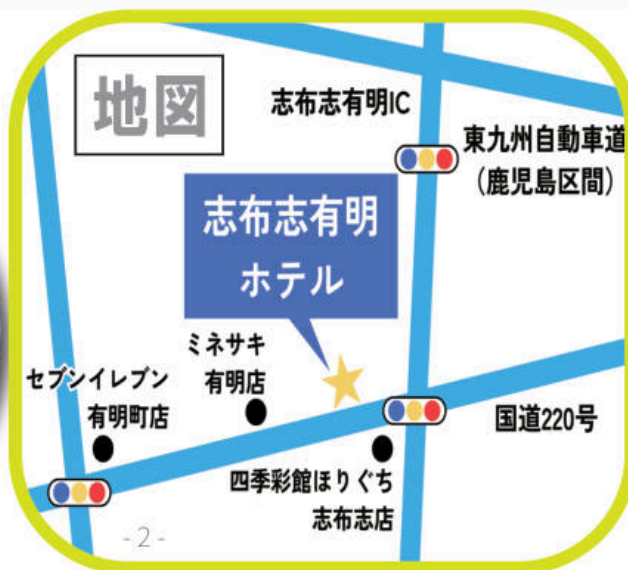 地図
志布志有明IC
東九州自動車道
（鹿児島区間）
志布志有明
ホテル
ミネサキ
有明店
セブンイレブン
有明町店
国道220号
四季彩館ほりぐち
志布志店
- 2 -